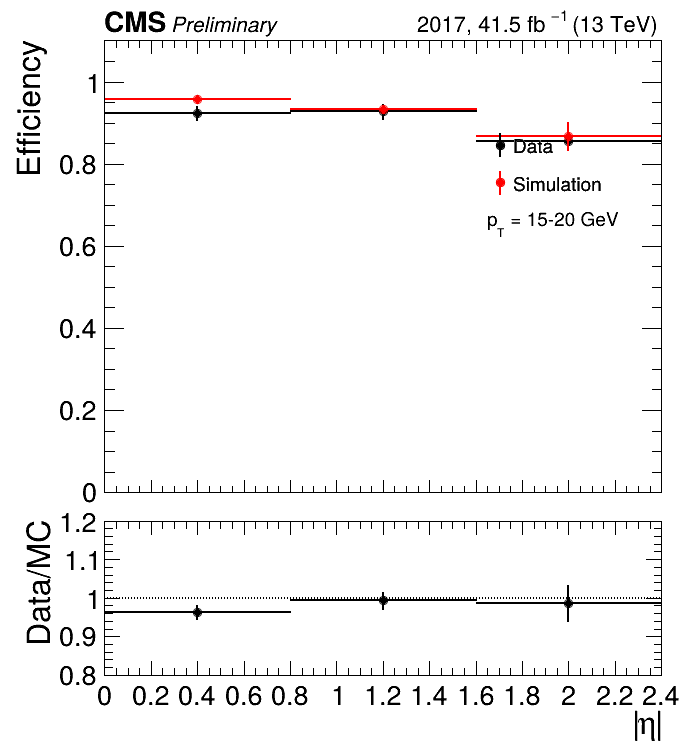 CMS Preliminary 2017, 41.5 fb⁻¹ (13 TeV)
Efficiency
1
0.8
0.6
0.4
0.2
0
Data
Simulation
p_T = 15-20 GeV
Data/MC
1.2
1.1
1
0.9
0.8
0 0.2 0.4 0.6 0.8 1 1.2 1.4 1.6 1.8 2 2.2 2.4
|η|